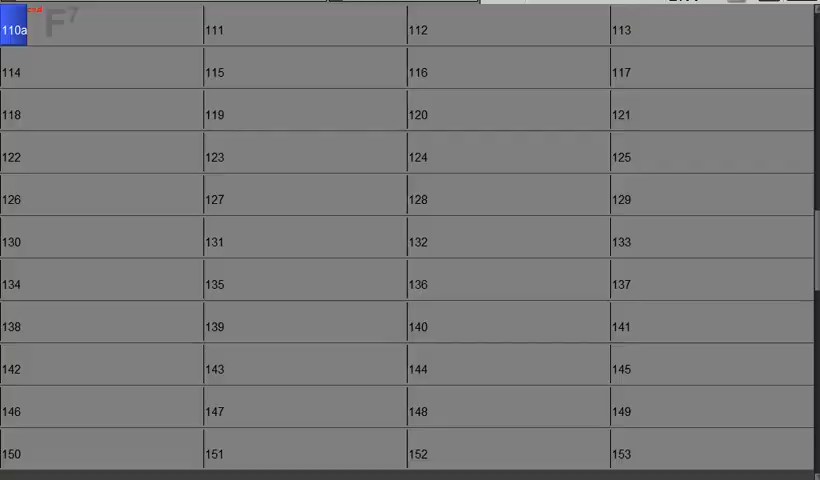 110a F7 111 112 113
114 115 116 117
118 119 120 121
122 123 124 125
126 127 128 129
130 131 132 133
134 135 136 137
138 139 140 141
142 143 144 145
146 147 148 149
150 151 152 153